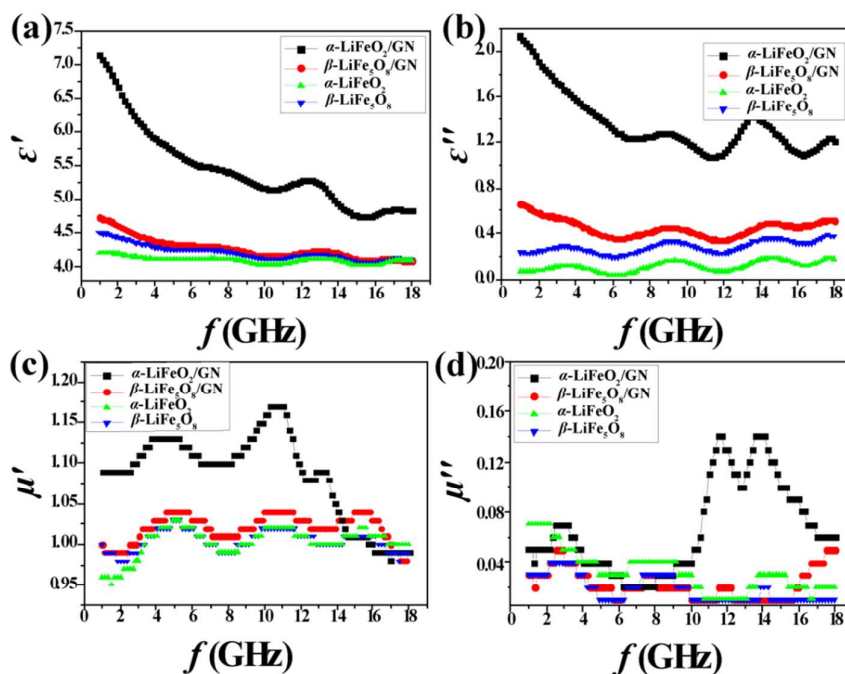 (a)
7.5
7.0
6.5
6.0
5.5
5.0
4.5
4.0
ε′
α-LiFeO₂/GN
β-LiFe₅O₈/GN
α-LiFeO₂
β-LiFe₅O₈
0 2 4 6 8 10 12 14 16 18
f (GHz)
(b)
2.0
1.6
1.2
0.8
0.4
0.0
ε′′
α-LiFeO₂/GN
β-LiFe₅O₈/GN
α-LiFeO₂
β-LiFe₅O₈
0 2 4 6 8 10 12 14 16 18
f (GHz)
(c)
1.20
1.15
1.10
1.05
1.00
0.95
μ′
α-LiFeO₂/GN
β-LiFe₅O₈/GN
α-LiFeO₂
β-LiFe₅O₈
0 2 4 6 8 10 12 14 16 18
f (GHz)
(d)
0.20
0.16
0.12
0.08
0.04
μ′′
α-LiFeO₂/GN
β-LiFe₅O₈/GN
α-LiFeO₂
β-LiFe₅O₈
0 2 4 6 8 10 12 14 16 18
f (GHz)